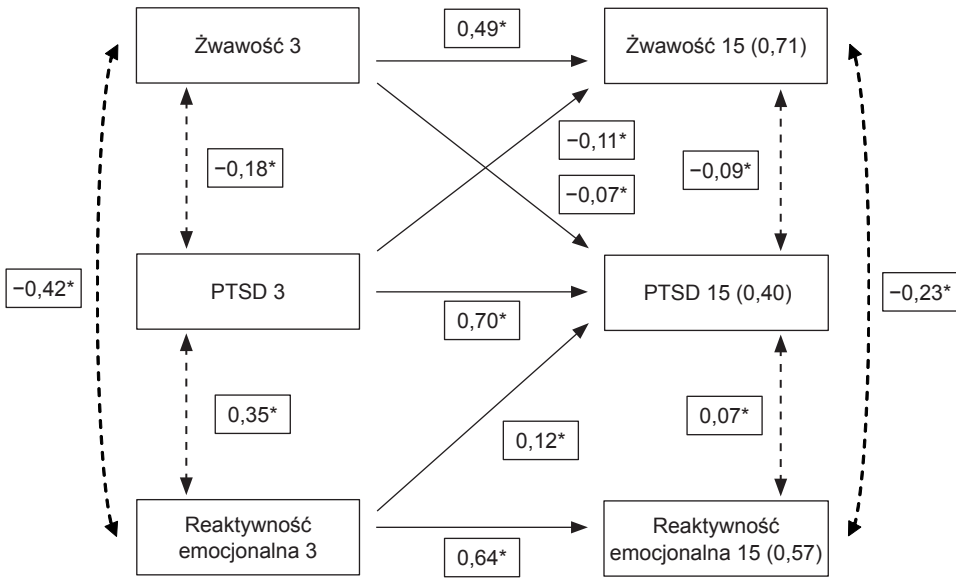 0,49*
Żwawość 3
Żwawość 15 (0,71)
−0,11*
−0,18*
−0,09*
−0,07*
−0,42*
PTSD 3
PTSD 15 (0,40)
−0,23*
0,70*
0,35*
0,07*
0,12*
Reaktywność
emocjonalna 3
Reaktywność
emocjonalna 15 (0,57)
0,64*